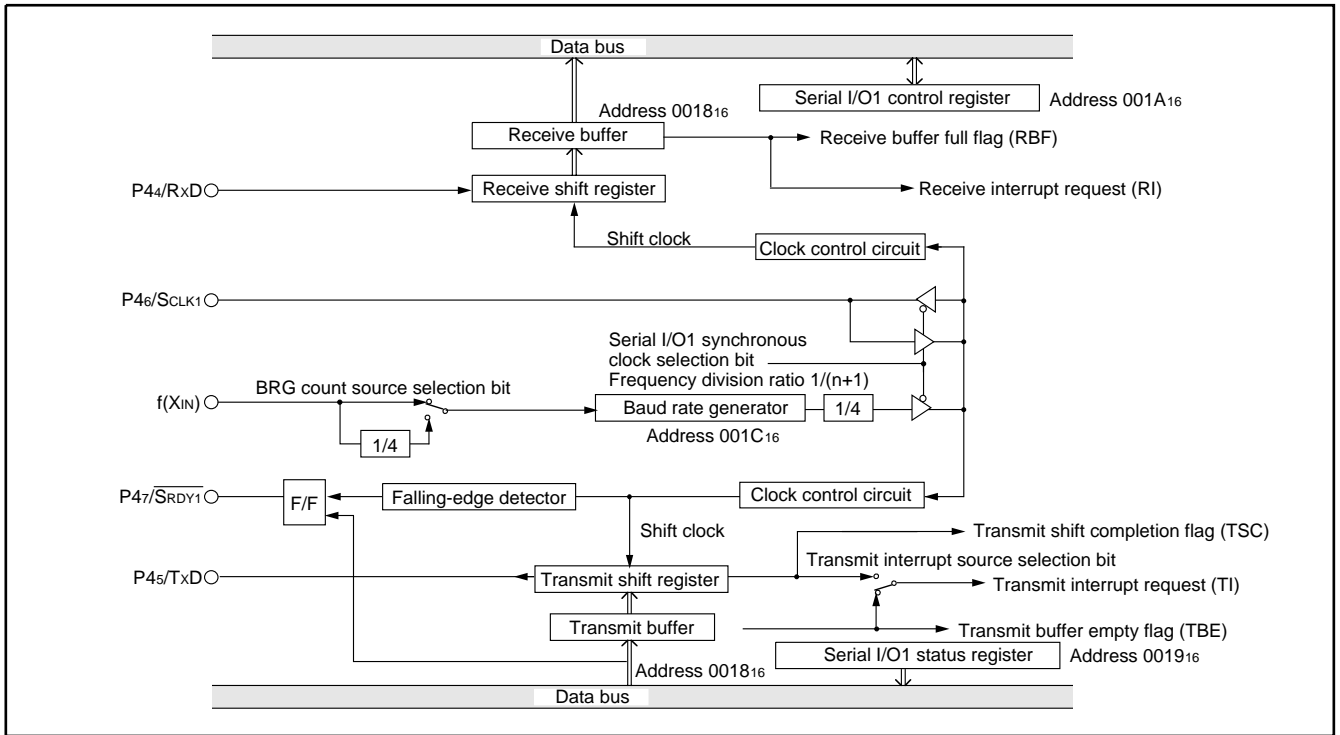 Data bus
Serial I/O1 control register Address 001A16
Address 001816
Receive buffer Receive buffer full flag (RBF)
P44/RXD Receive shift register Receive interrupt request (RI)
Shift clock Clock control circuit
P46/SCLK1
Serial I/O1 synchronous
clock selection bit
Frequency division ratio 1/(n+1)
BRG count source selection bit
f(XIN) Baud rate generator 1/4
1/4 Address 001C16
P47/S̅R̅D̅Y̅1̅ F/F Falling-edge detector Clock control circuit
Shift clock Transmit shift completion flag (TSC)
Transmit interrupt source selection bit
P45/TXD Transmit shift register Transmit interrupt request (TI)
Transmit buffer Transmit buffer empty flag (TBE)
Serial I/O1 status register Address 001916
Address 001816
Data bus